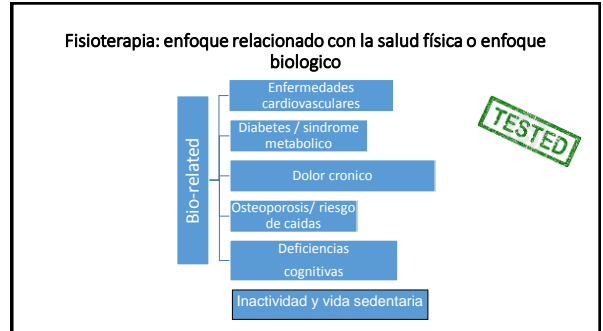 Fisioterapia: enfoque relacionado con la salud física o enfoque
biologico
Bio-related
Enfermedades
cardiovasculares
Diabetes / sindrome
metabolico
Dolor cronico
Osteoporosis/ riesgo
de caidas
Deficiencias
cognitivas
Inactividad y vida sedentaria
TESTED